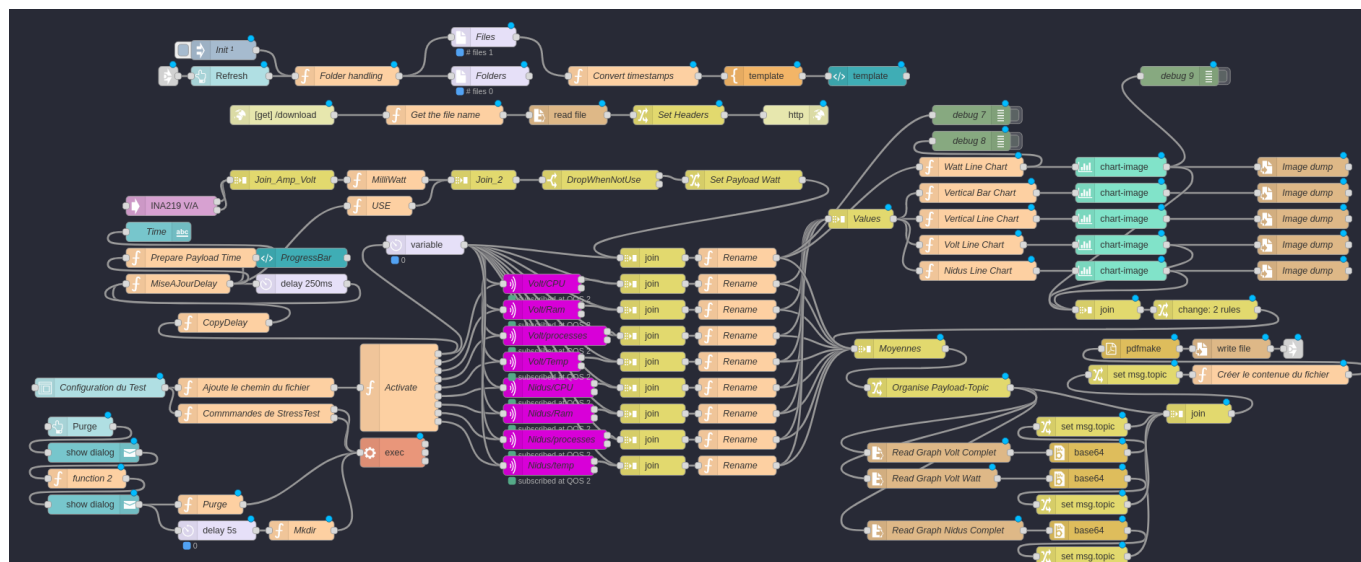 Files
Init ¹
# files 1
debug 9
Refresh
Folder handling
Folders
Convert timestamps
template
template
# files 0
[get] /download
Get the file name
read file
Set Headers
http
debug 7
debug 8
Watt Line Chart
chart-image
Image dump
Join_Amp_Volt
MilliWatt
Join_2
DropWhenNotUse
Set Payload Watt
Vertical Bar Chart
chart-image
Image dump
INA219 V/A
USE
Values
Vertical Line Chart
chart-image
Image dump
Time
abc
variable
Volt Line Chart
chart-image
Image dump
0
Prepare Payload Time
ProgressBar
join
Rename
Nidus Line Chart
chart-image
Image dump
MiseAJourDelay
delay 250ms
Volt/CPU
join
Rename
subscribed at QOS 2
Volt/Ram
join
Rename
join
change: 2 rules
CopyDelay
Volt/processes
join
Rename
Moyennes
pdfmake
write file
Volt/Temp
join
Rename
set msg.topic
Créer le contenue du fichier
Configuration du Test
Ajoute le chemin du fichier
Activate
Nidus/CPU
join
Rename
Organise Payload-Topic
Commmandes de StressTest
Nidus/Ram
join
Rename
join
Purge
set msg.topic
show dialog
exec
Nidus/processes
join
Rename
Read Graph Volt Complet
base64
Nidus/temp
join
Rename
function 2
subscribed at QOS 2
Read Graph Volt Watt
base64
show dialog
Purge
set msg.topic
delay 5s
Mkdir
Read Graph Nidus Complet
base64
0
set msg.topic